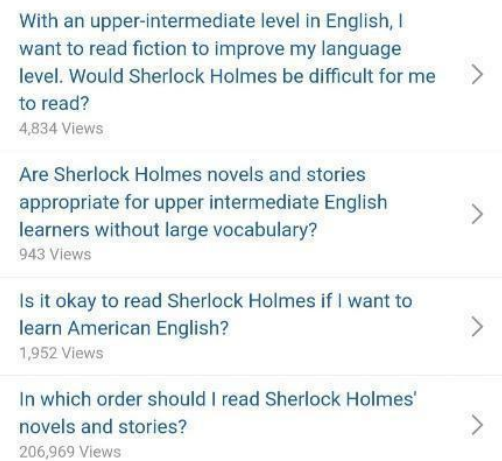 With an upper-intermediate level in English, I
want to read fiction to improve my language
level. Would Sherlock Holmes be difficult for me
to read?
4,834 Views
Are Sherlock Holmes novels and stories
appropriate for upper intermediate English
learners without large vocabulary?
943 Views
Is it okay to read Sherlock Holmes if I want to
learn American English?
1,952 Views
In which order should I read Sherlock Holmes'
novels and stories?
206,969 Views